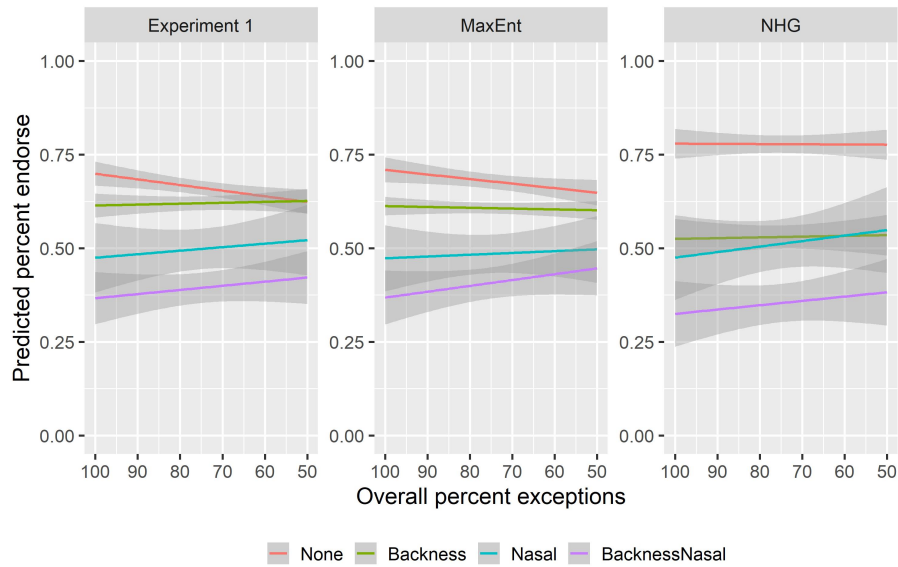 Experiment 1 MaxEnt NHG
Predicted percent endorse
1.00 1.00 1.00
0.75 0.75 0.75
0.50 0.50 0.50
0.25 0.25 0.25
0.00 0.00 0.00
100 90 80 70 60 50 100 90 80 70 60 50 100 90 80 70 60 50
Overall percent exceptions
None Backness Nasal BacknessNasal